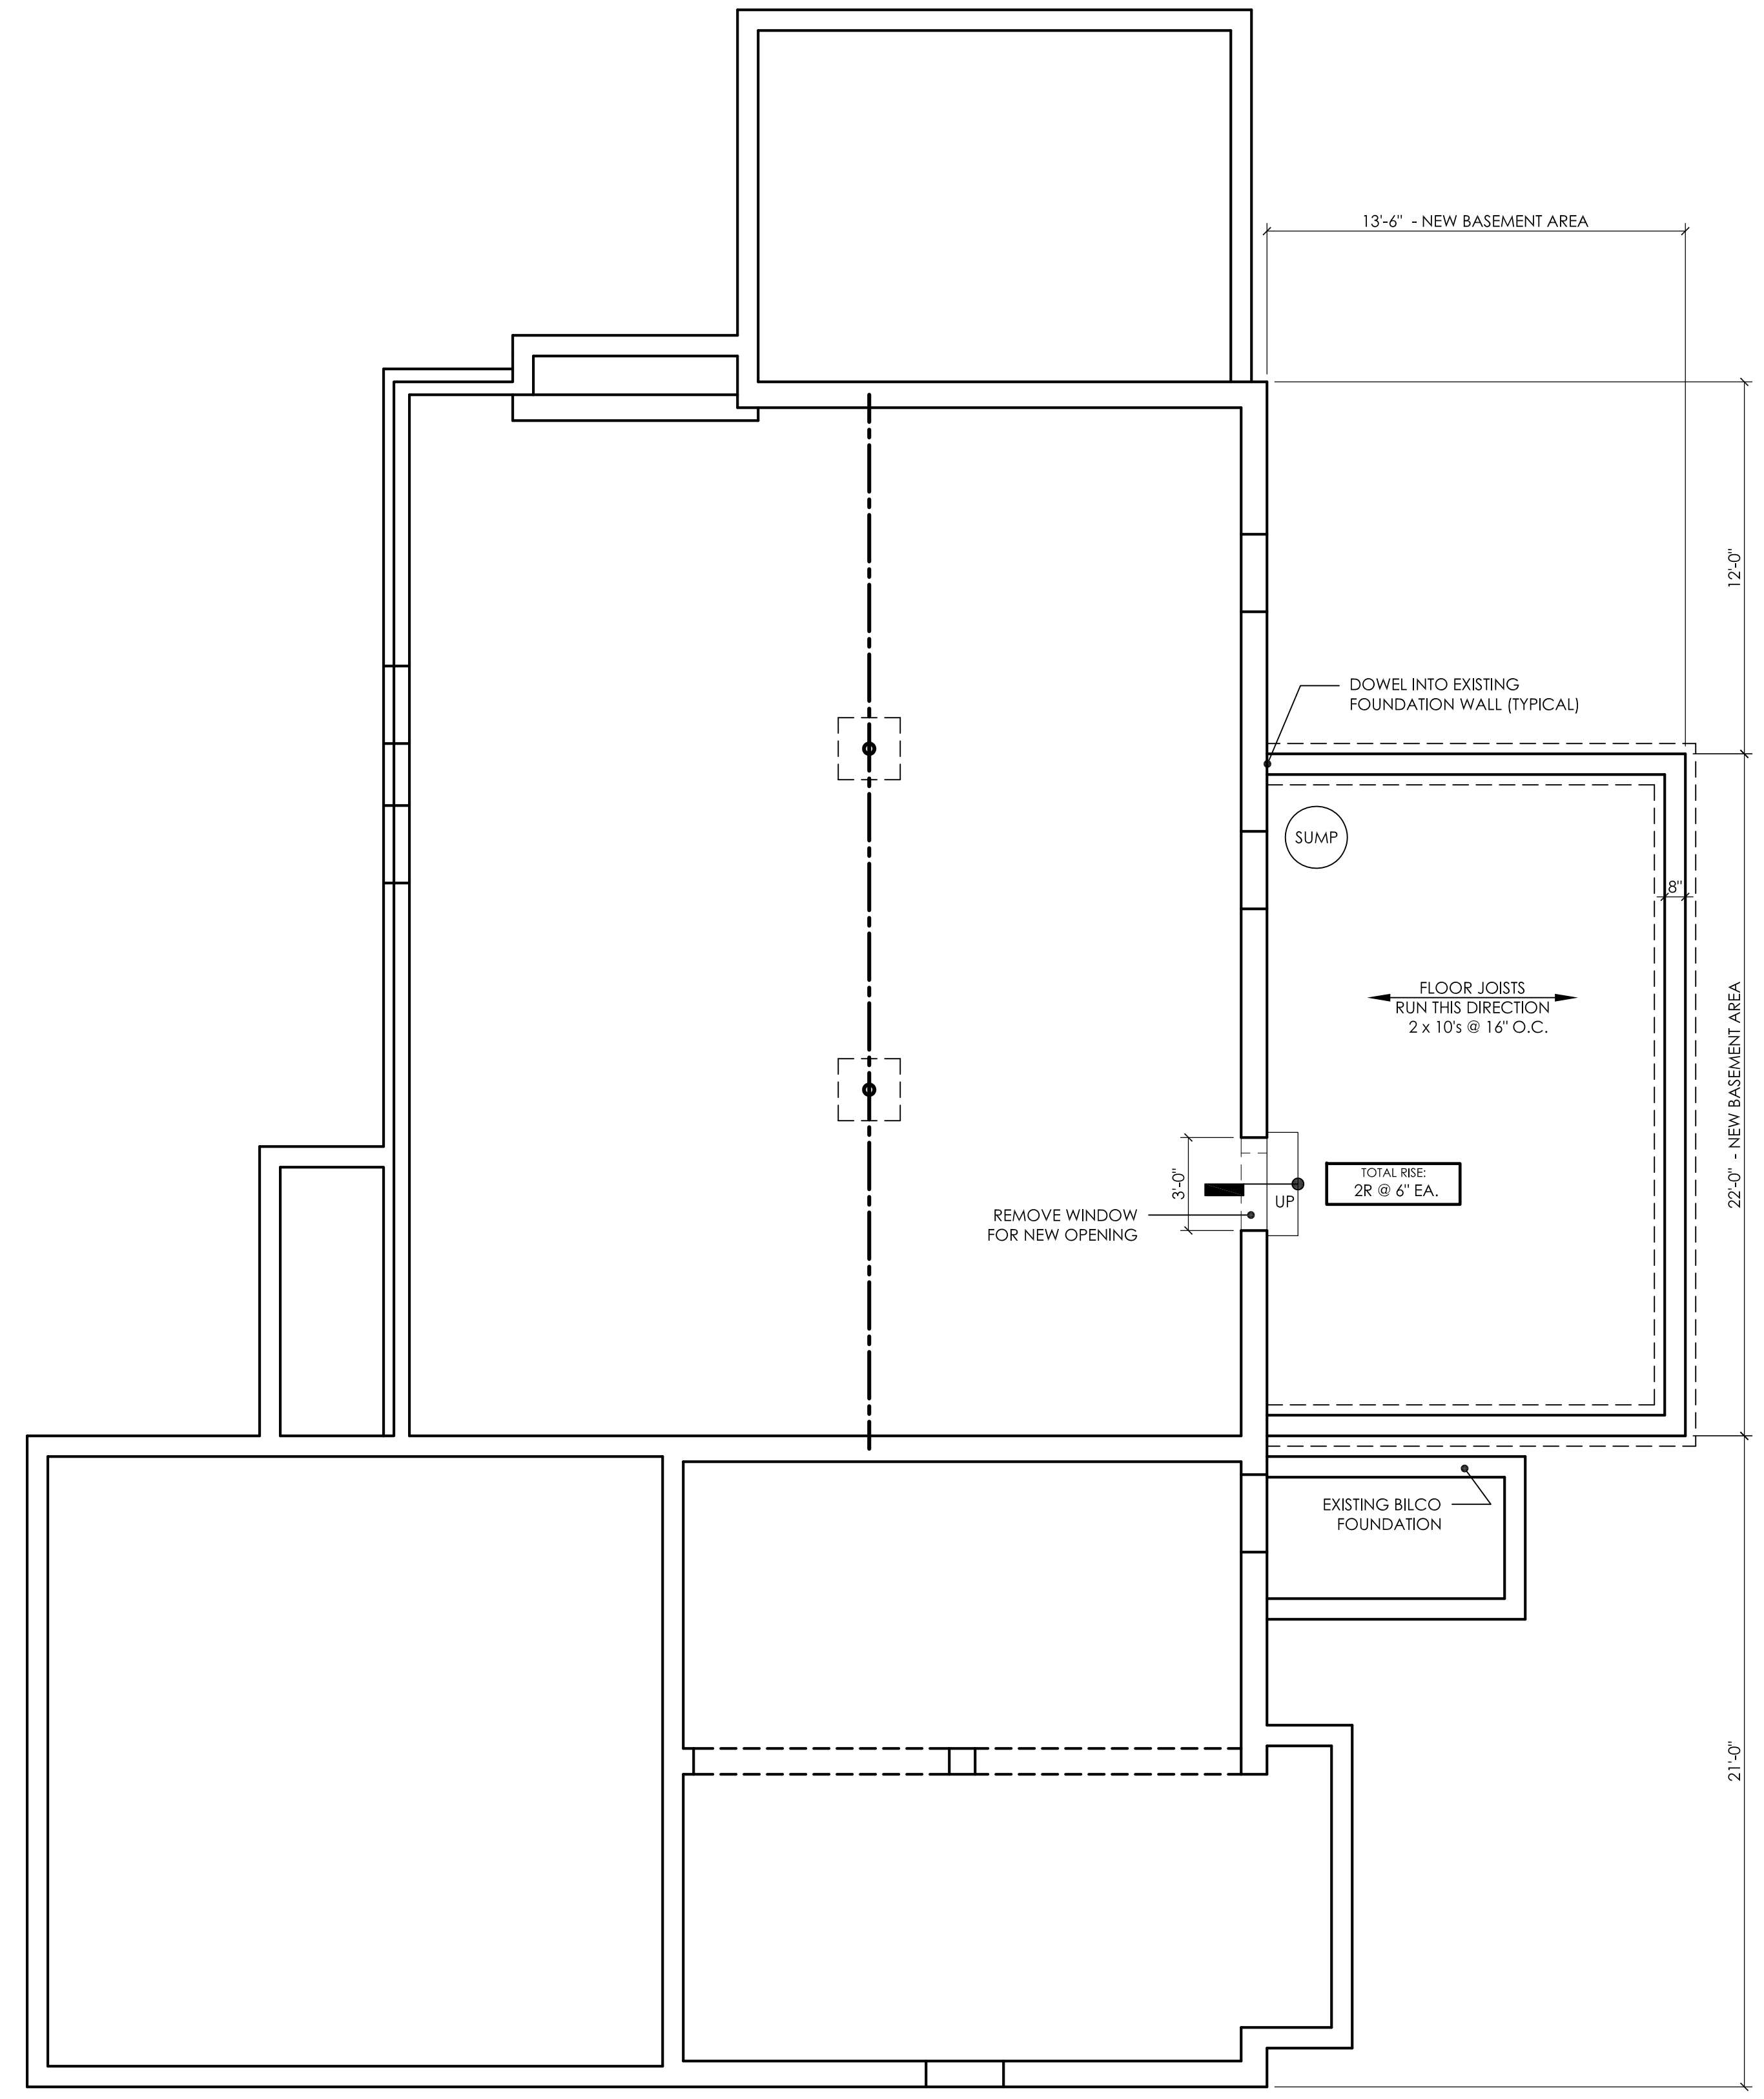 13'-6" - NEW BASEMENT AREA
12'-0"
DOWEL INTO EXISTING
FOUNDATION WALL (TYPICAL)
SUMP
8"
FLOOR JOISTS
RUN THIS DIRECTION
2 x 10's @ 16" O.C.
22'-0" - NEW BASEMENT AREA
3'-0"
TOTAL RISE:
2R @ 6" EA.
UP
REMOVE WINDOW
FOR NEW OPENING
EXISTING BILCO
FOUNDATION
21'-0"